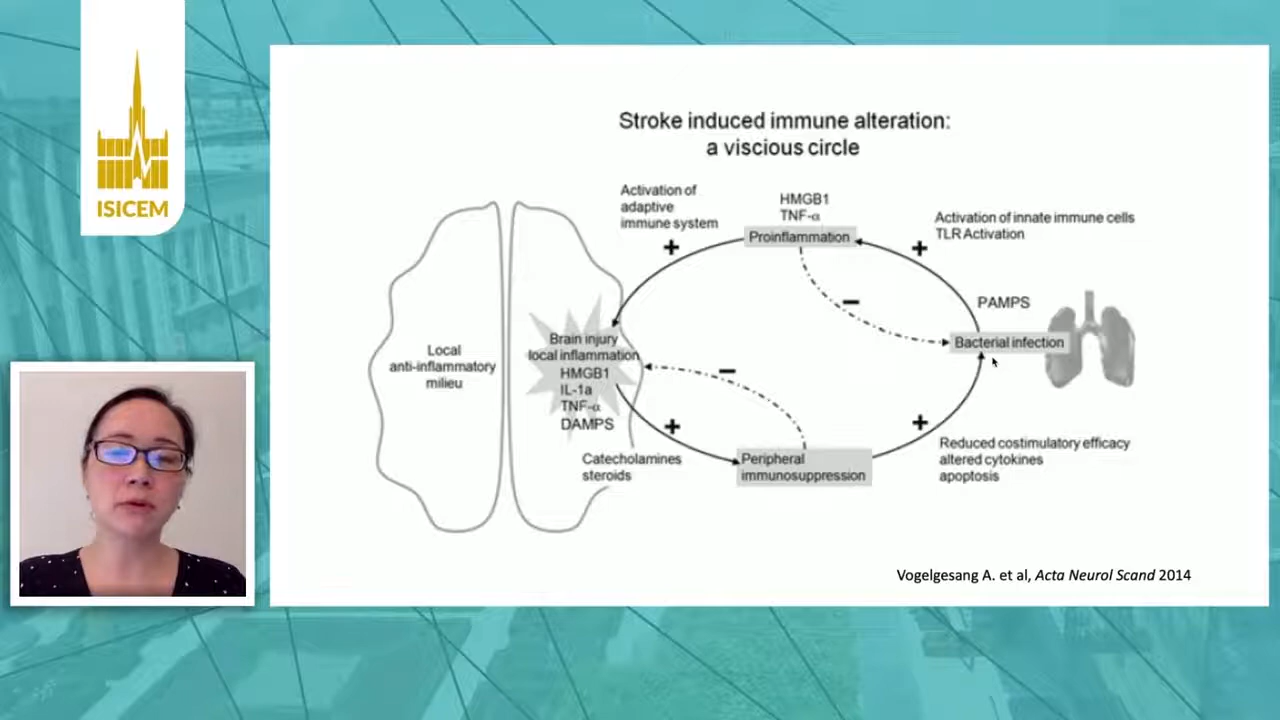 ISICEM
Stroke induced immune alteration:
a viscious circle
Activation of
adaptive
immune system
HMGB1
TNF-α
Proinflammation
Activation of innate immune cells
TLR Activation
PAMPS
Bacterial infection
Local
anti-inflammatory
milieu
Brain injury
local inflammation
HMGB1
IL-1a
TNF-α
DAMPS
Catecholamines
steroids
Peripheral
immunosuppression
Reduced costimulatory efficacy
altered cytokines
apoptosis
+
+
+
+
−
−
Vogelgesang A. et al, Acta Neurol Scand 2014